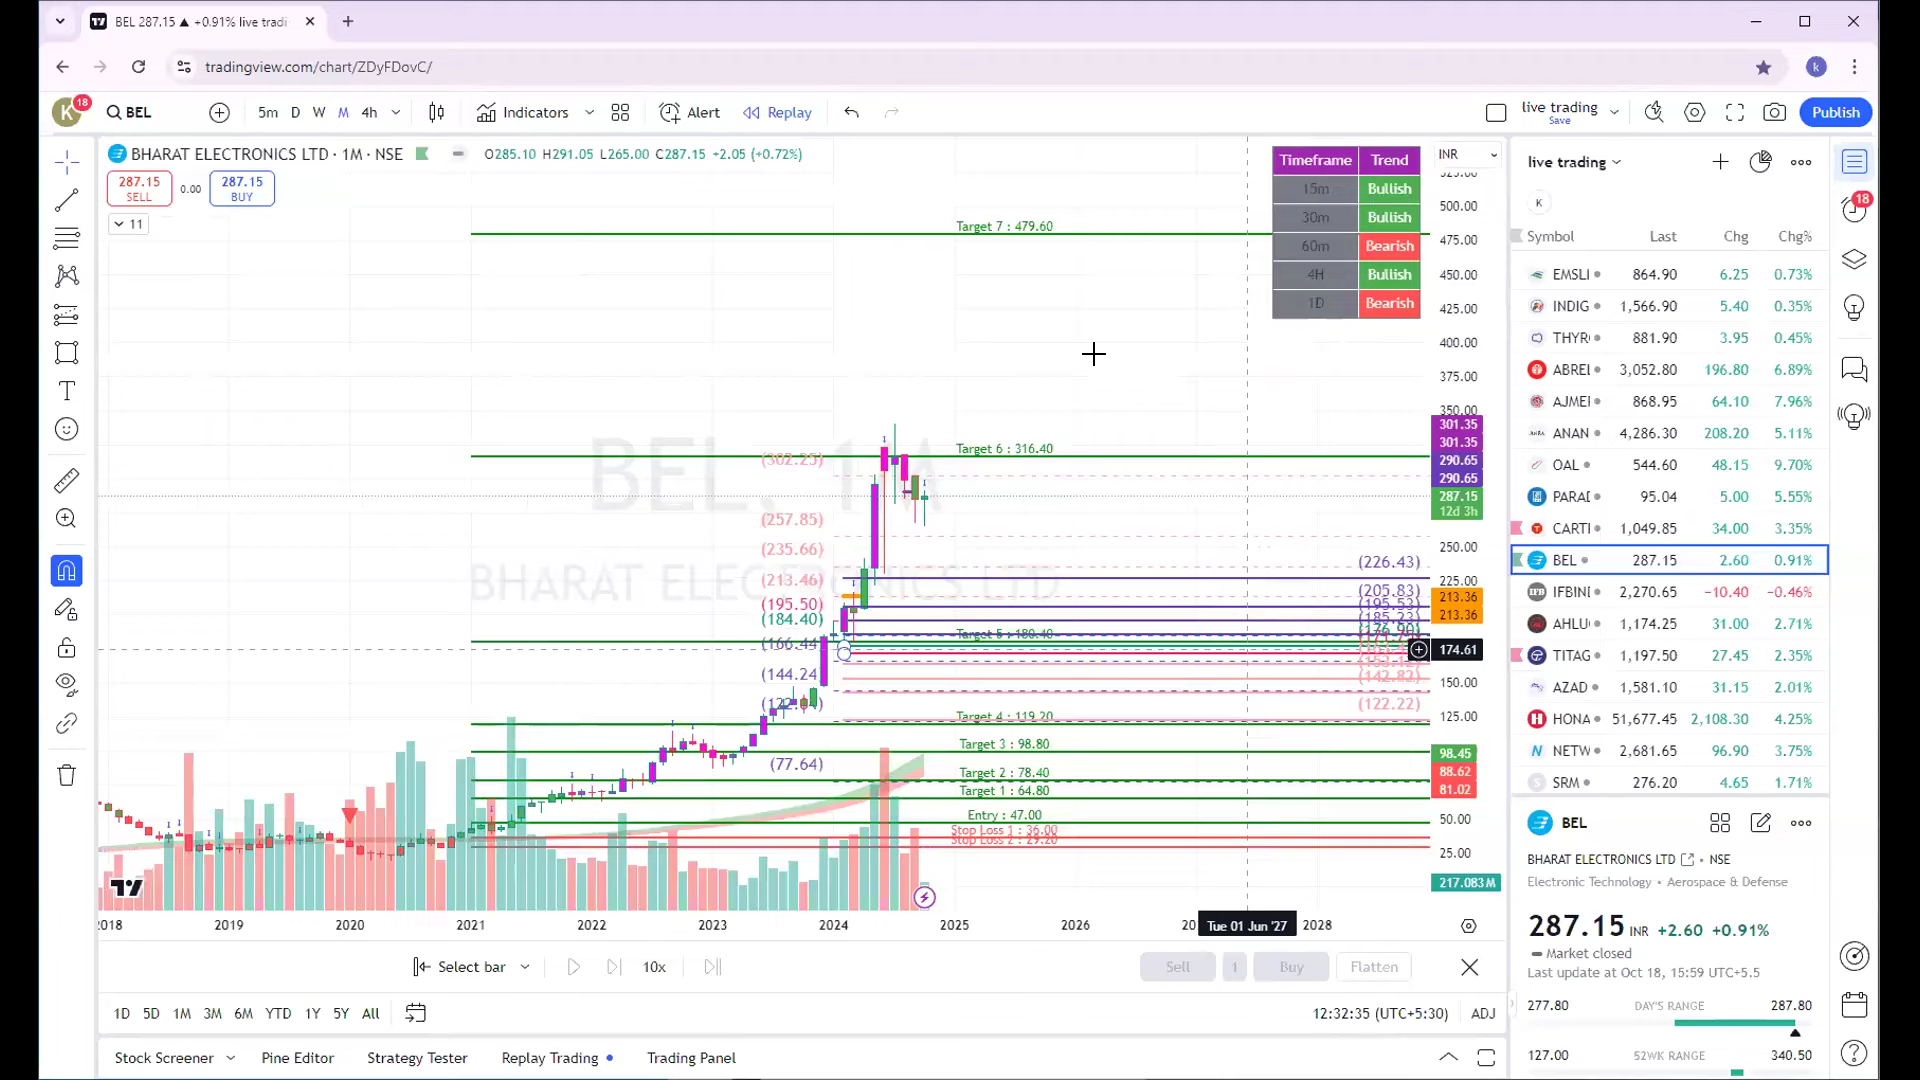 BEL 287.15 ▲ +0.91% live tradi
tradingview.com/chart/ZDyFDovC/
k
K 18 BEL 5m D W M 4h Indicators Alert Replay live trading Save Publish
BHARAT ELECTRONICS LTD · 1M · NSE O285.10 H291.05 L265.00 C287.15 +2.05 (+0.72%)
287.15 SELL 0.00 287.15 BUY
11
BEL, 1M
BHARAT ELECTRONICS LTD
Timeframe Trend
15m Bullish
30m Bullish
60m Bearish
4H Bullish
1D Bearish
INR
500.00
475.00
450.00
425.00
400.00
375.00
350.00
301.35
301.35
290.65
290.65
287.15
12d 3h
250.00
225.00
213.36
213.36
174.61
150.00
125.00
98.45
88.62
81.02
50.00
25.00
217.083M
Target 7 : 479.60
Target 6 : 316.40
Target 5 : 180.40
Target 4 : 119.20
Target 3 : 98.80
Target 2 : 78.40
Target 1 : 64.80
Entry : 47.00
Stop Loss 1 : 36.00
Stop Loss 2 : 29.20
(302.25)
(257.85)
(235.66)
(213.46)
(195.50)
(184.40)
(166.44)
(144.24)
(77.64)
(226.43)
(205.83)
(195.53)
(185.23)
(142.82)
(122.22)
2018 2019 2020 2021 2022 2023 2024 2025 2026 Tue 01 Jun '27 2028
Select bar 10x Sell 1 Buy Flatten
1D 5D 1M 3M 6M YTD 1Y 5Y All 12:32:35 (UTC+5:30) ADJ
Stock Screener Pine Editor Strategy Tester Replay Trading Trading Panel
live trading
K
18
Symbol Last Chg Chg%
EMSLI 864.90 6.25 0.73%
INDIG 1,566.90 5.40 0.35%
THYR 881.90 3.95 0.45%
ABREL 3,052.80 196.80 6.89%
AJMEI 868.95 64.10 7.96%
ANAN 4,286.30 208.20 5.11%
OAL 544.60 48.15 9.70%
PARAD 95.04 5.00 5.55%
CARTI 1,049.85 34.00 3.35%
BEL 287.15 2.60 0.91%
IFBINI 2,270.65 −10.40 −0.46%
AHLU 1,174.25 31.00 2.71%
TITAG 1,197.50 27.45 2.35%
AZAD 1,581.10 31.15 2.01%
HONA 51,677.45 2,108.30 4.25%
NETW 2,681.65 96.90 3.75%
SRM 276.20 4.65 1.71%
BEL
BHARAT ELECTRONICS LTD • NSE
Electronic Technology • Aerospace & Defense
287.15 INR +2.60 +0.91%
Market closed
Last update at Oct 18, 15:59 UTC+5.5
277.80 DAY'S RANGE 287.80
127.00 52WK RANGE 340.50